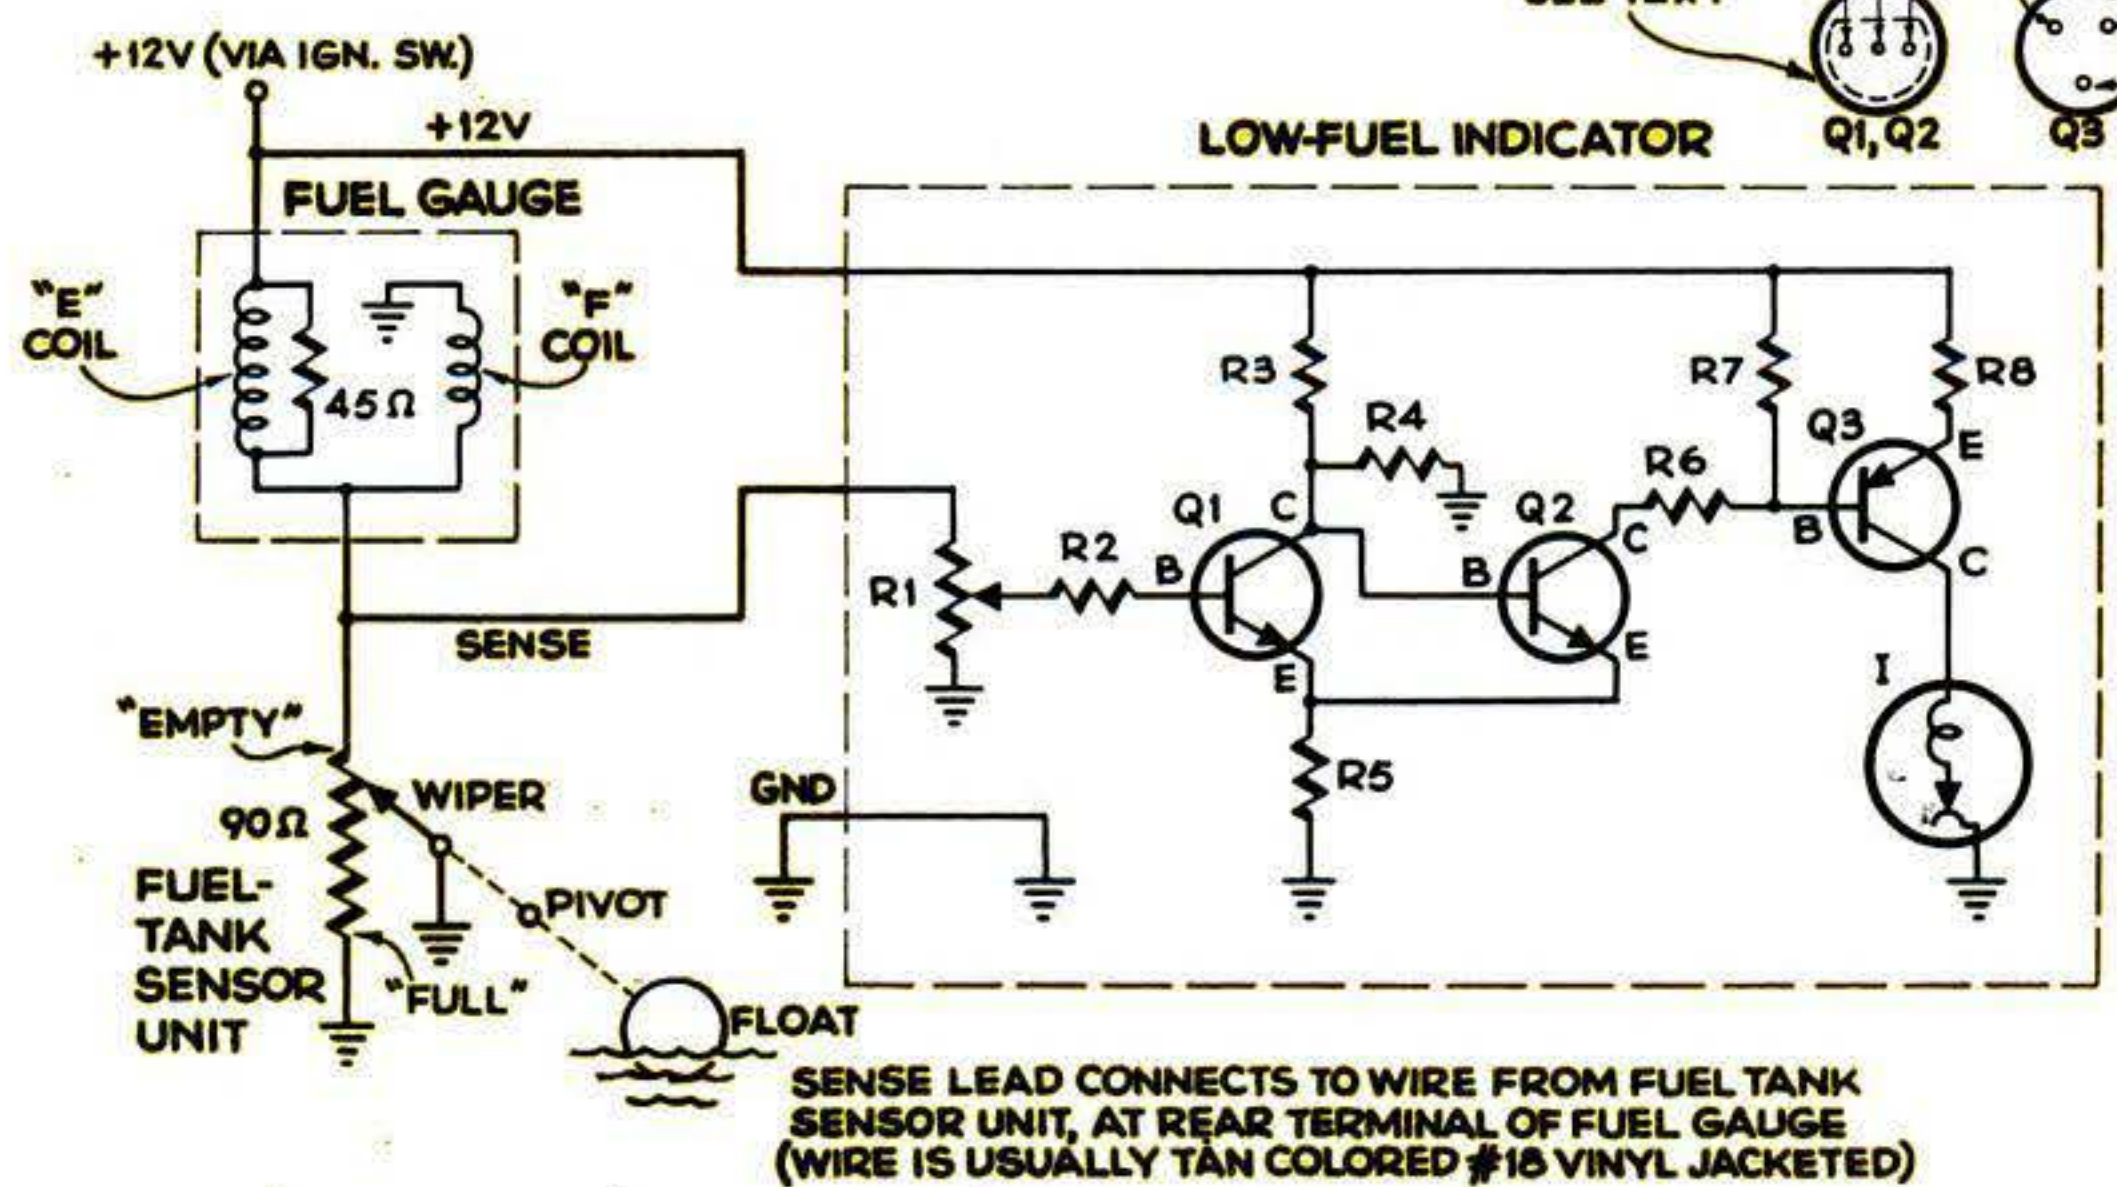 +12V (VIA IGN. SW.)
+12V
LOW-FUEL INDICATOR
Q1, Q2
Q3
FUEL GAUGE
"E"
COIL
45Ω
"F"
COIL
R3
R4
R7
R8
Q3
E
R6
Q1
C
Q2
C
B
C
R1
R2
B
B
SENSE
E
E
I
"EMPTY"
WIPER
GND
R5
90Ω
FUEL-
TANK
SENSOR
UNIT
PIVOT
"FULL"
FLOAT
SENSE LEAD CONNECTS TO WIRE FROM FUEL TANK
SENSOR UNIT, AT REAR TERMINAL OF FUEL GAUGE
(WIRE IS USUALLY TAN COLORED #18 VINYL JACKETED)